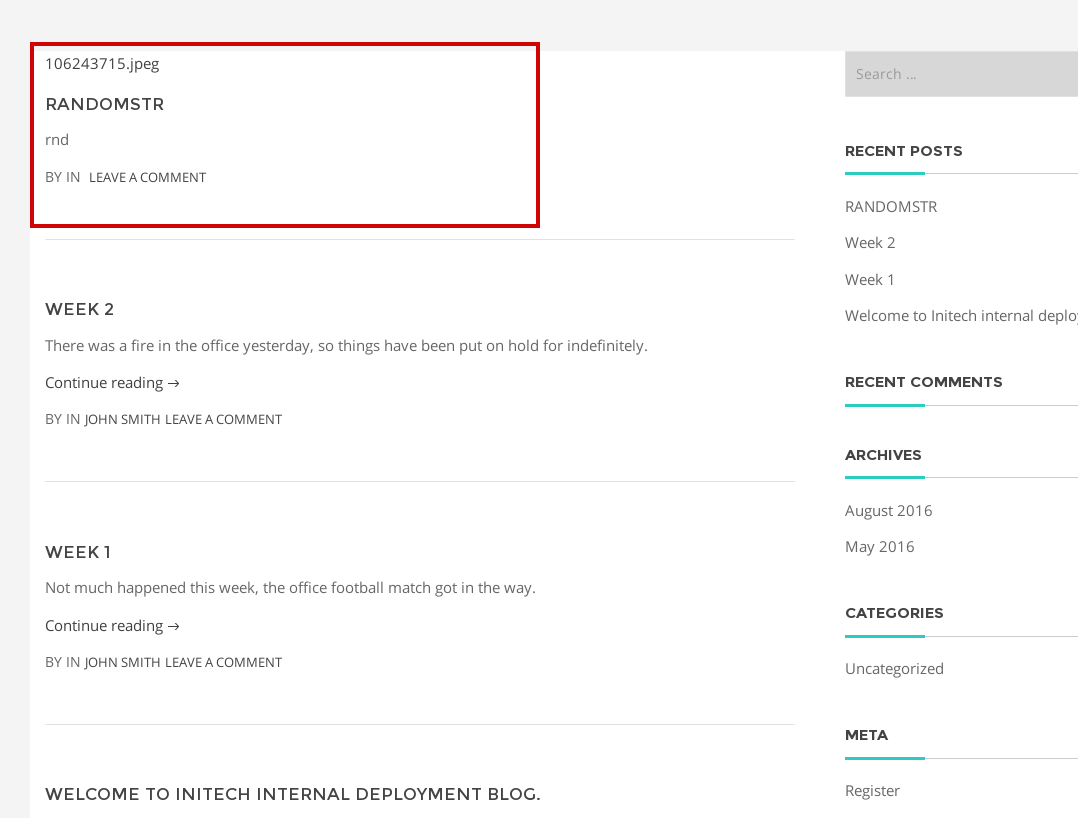 106243715.jpeg
RANDOMSTR
rnd
BY IN LEAVE A COMMENT
WEEK 2
There was a fire in the office yesterday, so things have been put on hold for indefinitely.
Continue reading →
BY IN JOHN SMITH LEAVE A COMMENT
WEEK 1
Not much happened this week, the office football match got in the way.
Continue reading →
BY IN JOHN SMITH LEAVE A COMMENT
WELCOME TO INITECH INTERNAL DEPLOYMENT BLOG.
Search ...
RECENT POSTS
RANDOMSTR
Week 2
Week 1
Welcome to Initech internal deploy
RECENT COMMENTS
ARCHIVES
August 2016
May 2016
CATEGORIES
Uncategorized
META
Register